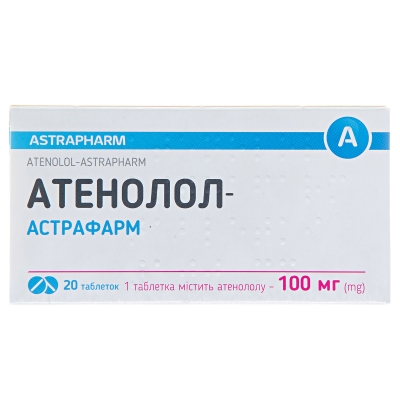 ASTRAPHARM
A
ATENOLOL-ASTRAPHARM
АТЕНОЛОЛ-
АСТРАФАРМ
20 таблеток 1 таблетка містить атенололу - 100 мг (mg)